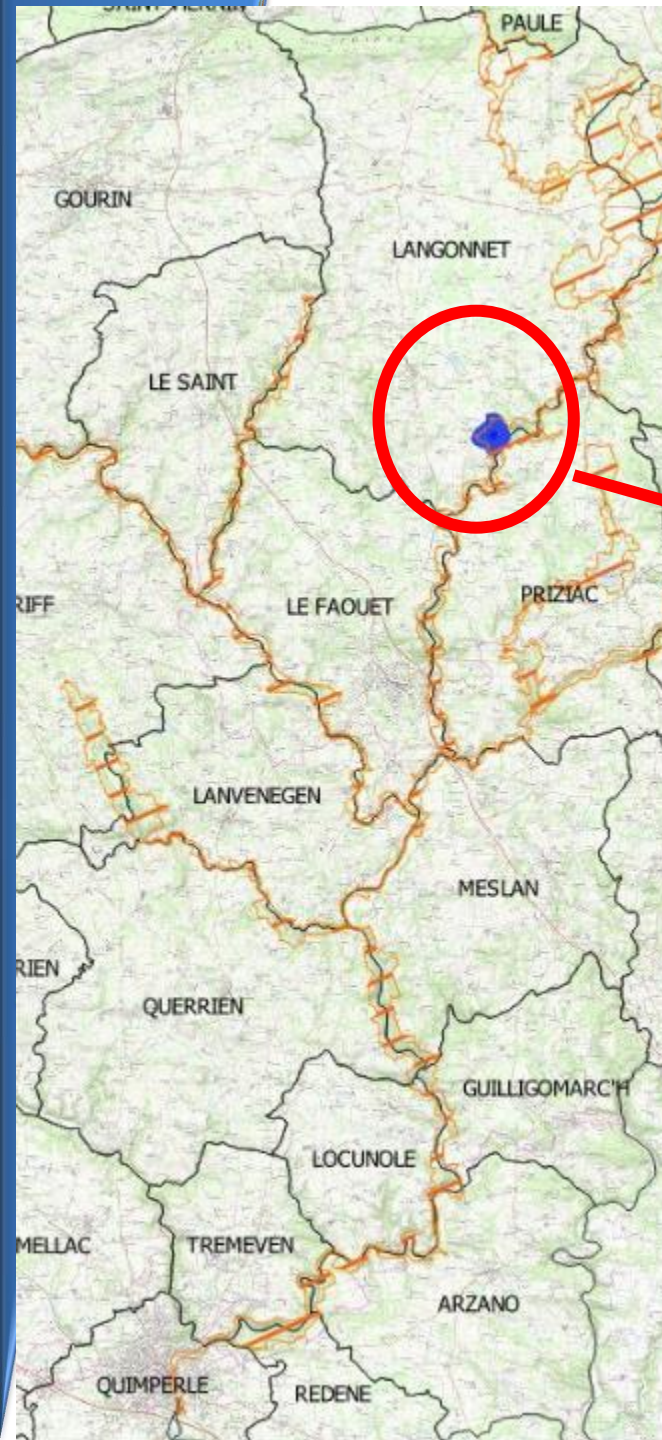 PAULE
GOURIN
LANGONNET
LE SAINT
RIFF
LE FAOUET
PRIZIAC
LANVENEGEN
MESLAN
RIEN
QUERRIEN
GUILLIGOMARC'H
LOCUNOLE
MELLAC
TREMEVEN
ARZANO
QUIMPERLE
REDENE